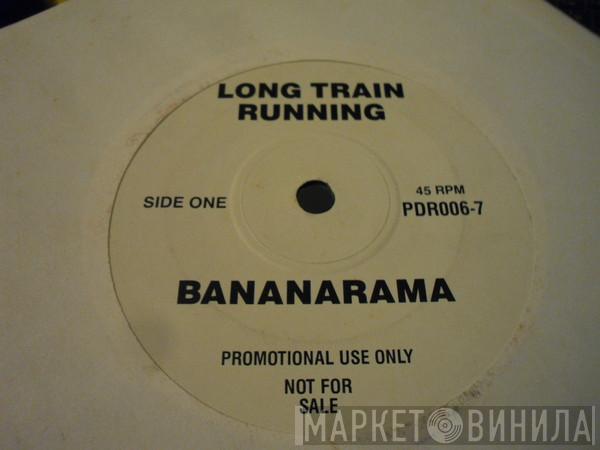 LONG TRAIN
RUNNING
SIDE ONE
45 RPM
PDR006-7
BANANARAMA
PROMOTIONAL USE ONLY
NOT FOR
SALE
МАРКЕТ ВИНИЛА